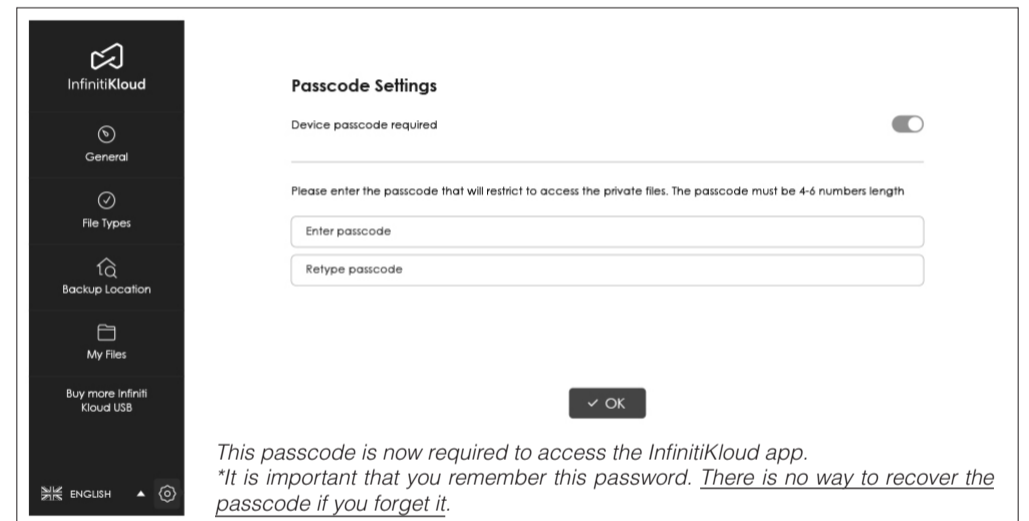 InfinitiKloud
General
File Types
Backup Location
My Files
Buy more Infiniti
Kloud USB
ENGLISH
Passcode Settings
Device passcode required
Please enter the passcode that will restrict to access the private files. The passcode must be 4-6 numbers length
Enter passcode
Retype passcode
OK
This passcode is now required to access the InfinitiKloud app.
*It is important that you remember this password. There is no way to recover the
passcode if you forget it.